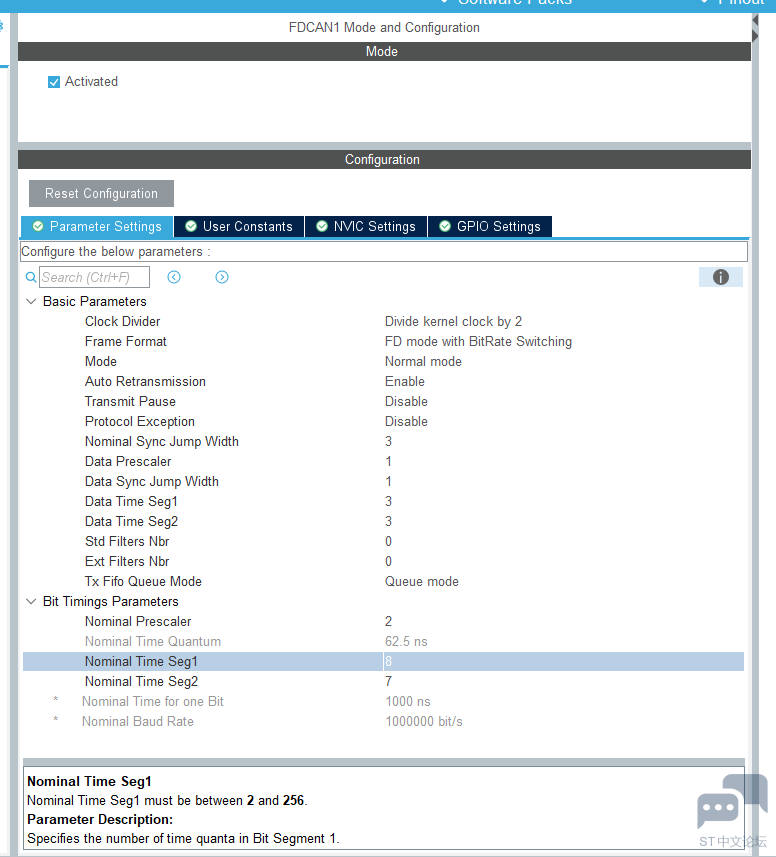 Software Packs Pinout
FDCAN1 Mode and Configuration
Mode
Activated
Configuration
Reset Configuration
Parameter Settings User Constants NVIC Settings GPIO Settings
Configure the below parameters :
Search (Ctrl+F)
Basic Parameters
Clock Divider Divide kernel clock by 2
Frame Format FD mode with BitRate Switching
Mode Normal mode
Auto Retransmission Enable
Transmit Pause Disable
Protocol Exception Disable
Nominal Sync Jump Width 3
Data Prescaler 1
Data Sync Jump Width 1
Data Time Seg1 3
Data Time Seg2 3
Std Filters Nbr 0
Ext Filters Nbr 0
Tx Fifo Queue Mode Queue mode
Bit Timings Parameters
Nominal Prescaler 2
Nominal Time Quantum 62.5 ns
Nominal Time Seg1 8
Nominal Time Seg2 7
* Nominal Time for one Bit 1000 ns
* Nominal Baud Rate 1000000 bit/s
Nominal Time Seg1
Nominal Time Seg1 must be between 2 and 256.
Parameter Description:
Specifies the number of time quanta in Bit Segment 1.
ST中文论坛